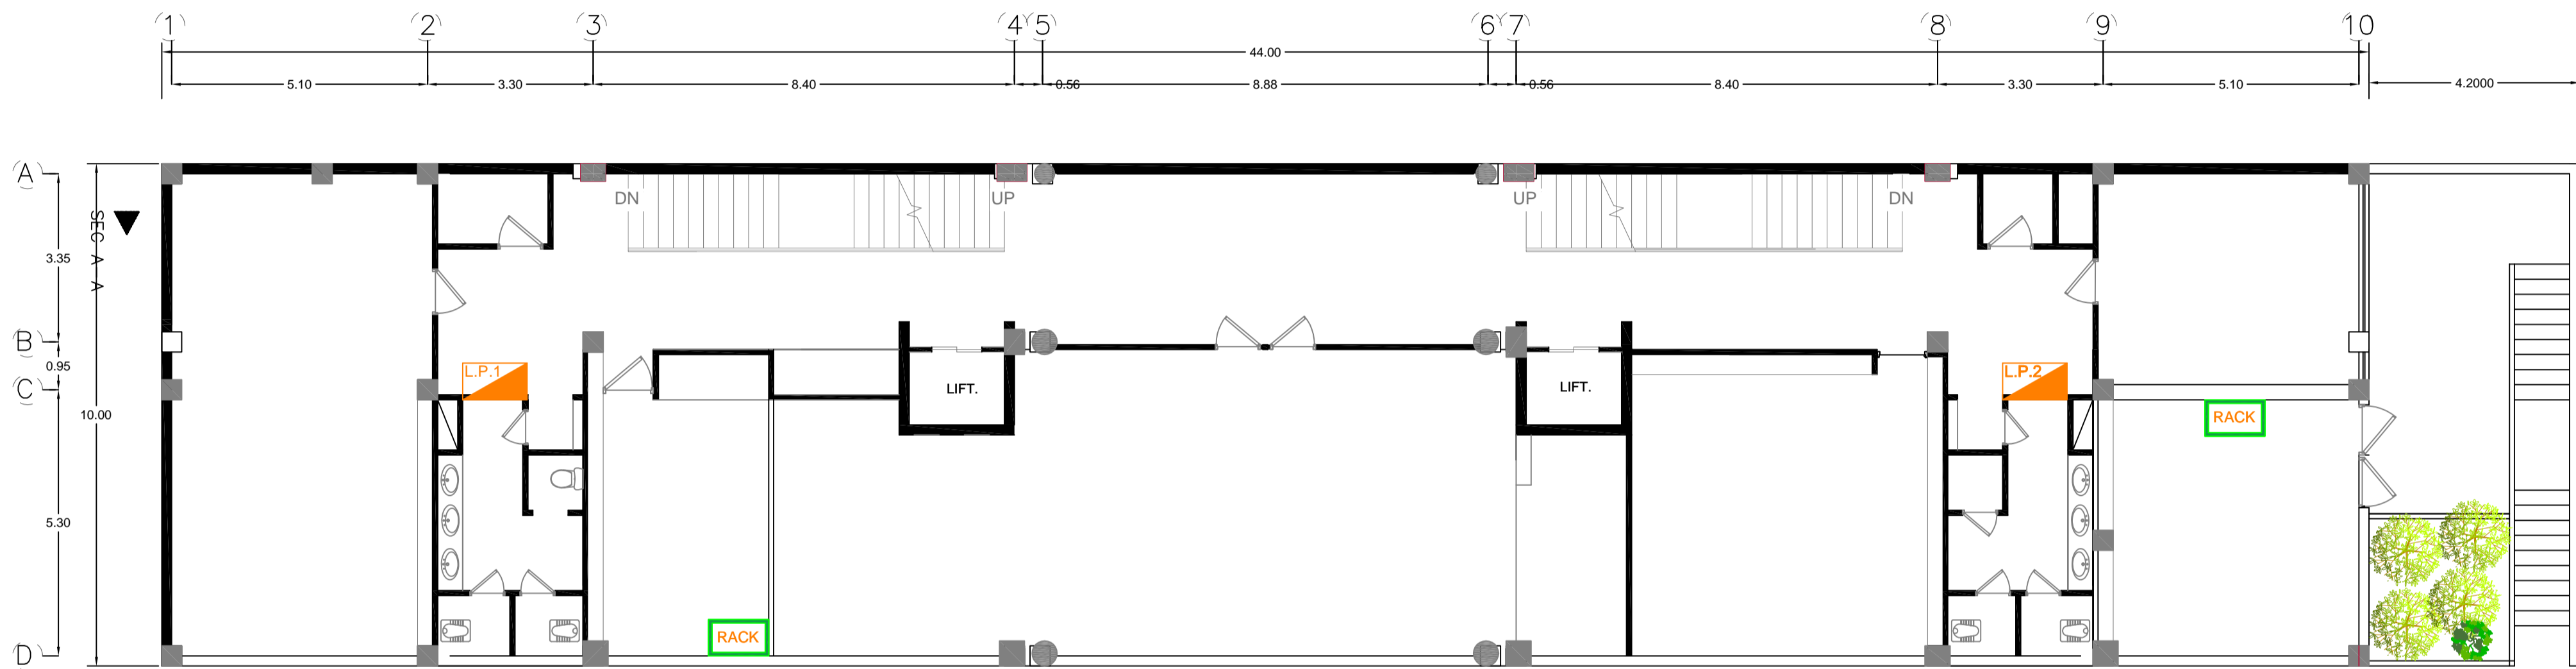 1 2 3 4 5 6 7 8 9 10
44.00
5.10 3.30 8.40 0.56 8.88 0.56 8.40 3.30 5.10 4.2000
A
SEC A-A
DN UP UP DN
3.35
B
0.95
L.P.1 L.P.2
C
LIFT. LIFT.
10.00
RACK
5.30
RACK
D